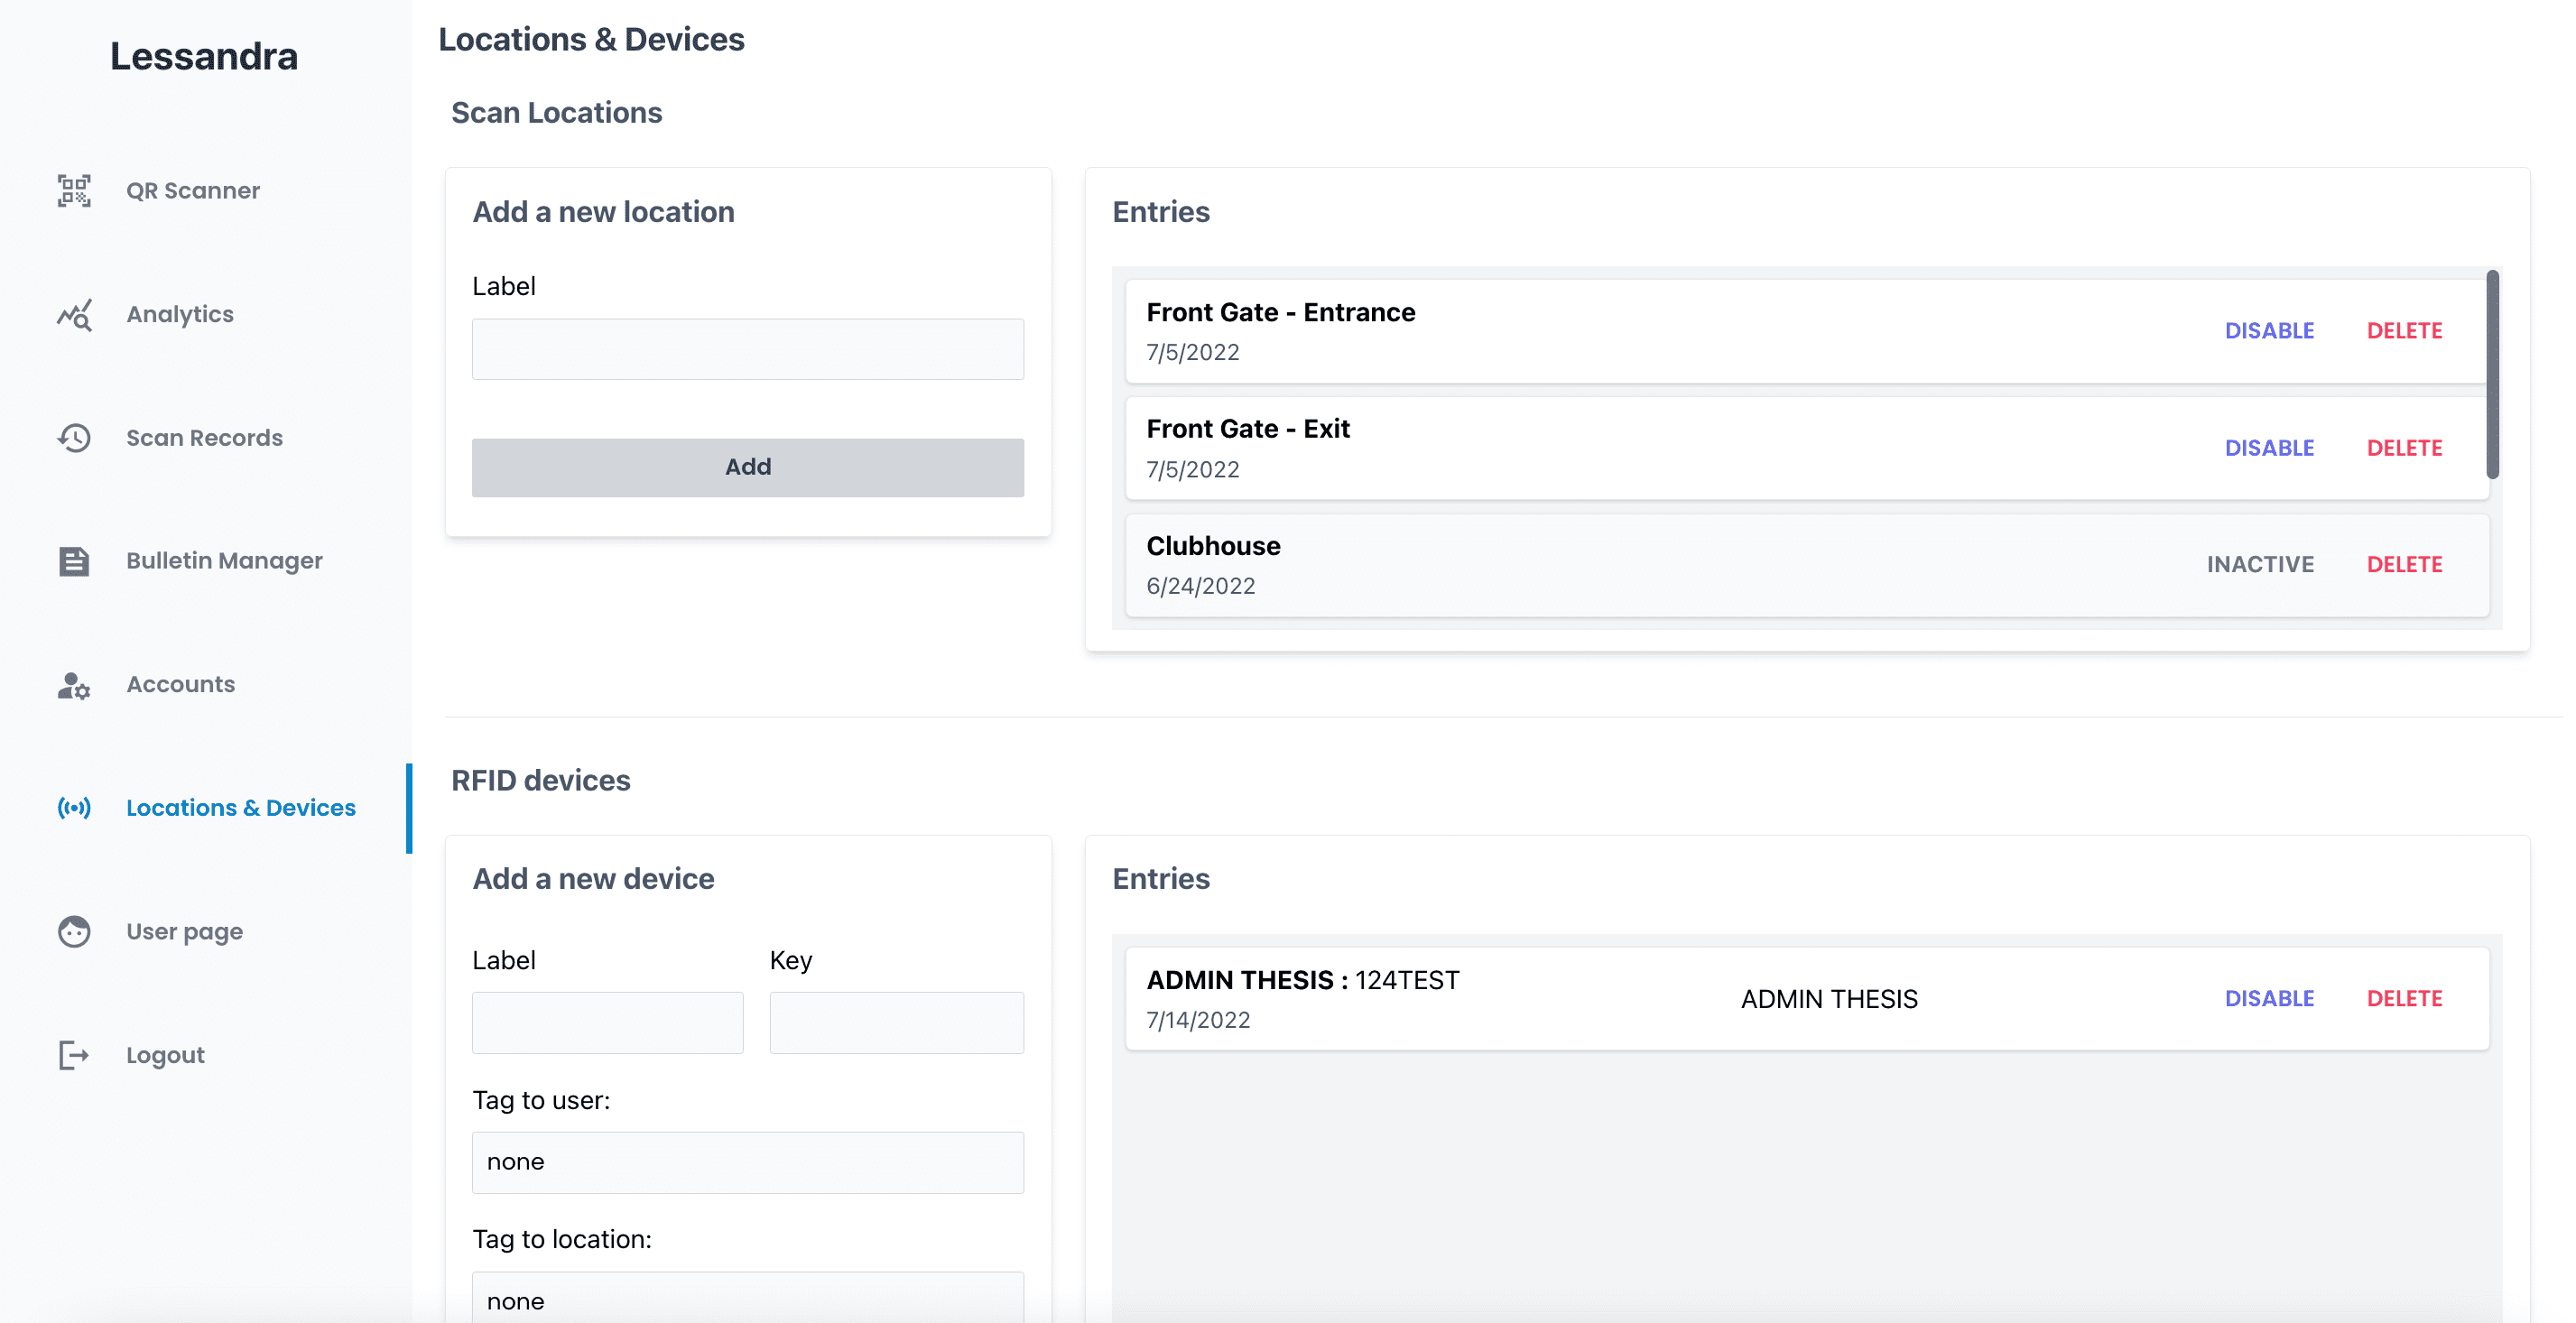 Lessandra
QR Scanner
Analytics
Scan Records
Bulletin Manager
Accounts
Locations & Devices
User page
Logout
Locations & Devices
Scan Locations
Add a new location
Label
Add
Entries
Front Gate - Entrance
7/5/2022
DISABLE DELETE
Front Gate - Exit
7/5/2022
DISABLE DELETE
Clubhouse
6/24/2022
INACTIVE DELETE
RFID devices
Add a new device
Label Key
Tag to user:
none
Tag to location:
none
Entries
ADMIN THESIS : 124TEST
7/14/2022
ADMIN THESIS
DISABLE DELETE